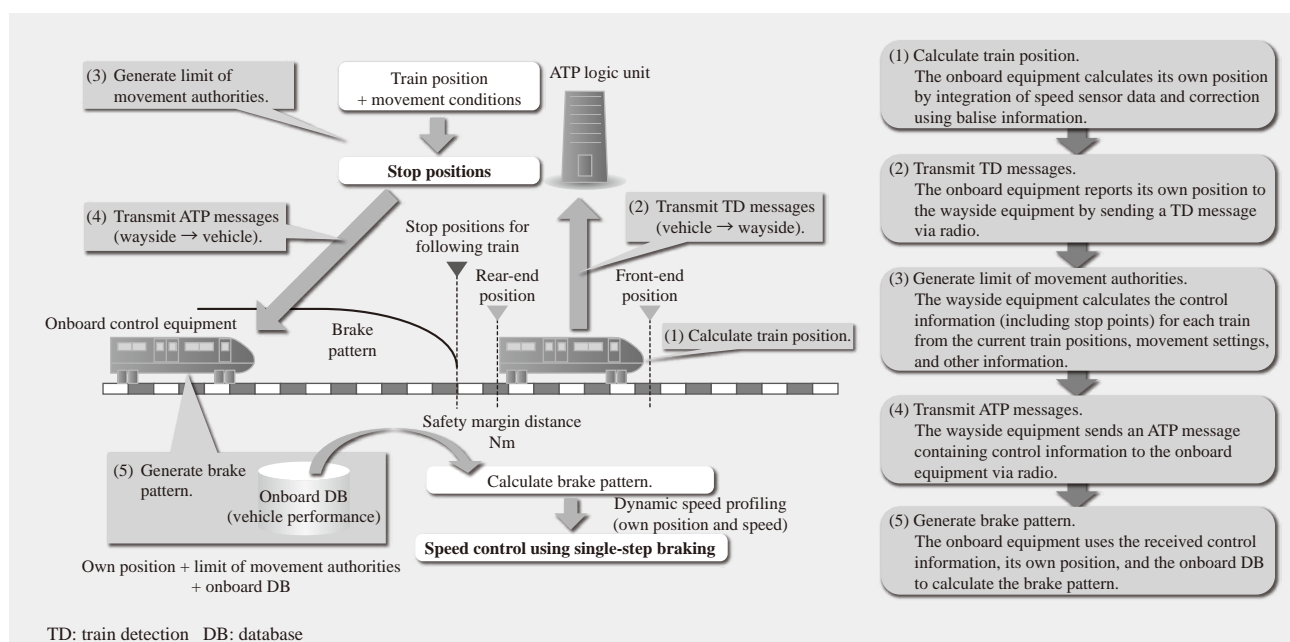 (3) Generate limit of
movement authorities.
Train position
+ movement conditions
ATP logic unit
Stop positions
(4) Transmit ATP messages
(wayside → vehicle).
Stop positions for
following train
(2) Transmit TD messages
(vehicle → wayside).
Rear-end
position
Front-end
position
Onboard control equipment
Brake
pattern
(1) Calculate train position.
Safety margin distance
Nm
(5) Generate brake
pattern.
Onboard DB
(vehicle performance)
Calculate brake pattern.
Dynamic speed profiling
(own position and speed)
Speed control using single-step braking
Own position + limit of movement authorities
+ onboard DB
TD: train detection DB: database
(1) Calculate train position.
The onboard equipment calculates its own position
by integration of speed sensor data and correction
using balise information.
(2) Transmit TD messages.
The onboard equipment reports its own position to
the wayside equipment by sending a TD message
via radio.
(3) Generate limit of movement authorities.
The wayside equipment calculates the control
information (including stop points) for each train
from the current train positions, movement settings,
and other information.
(4) Transmit ATP messages.
The wayside equipment sends an ATP message
containing control information to the onboard
equipment via radio.
(5) Generate brake pattern.
The onboard equipment uses the received control
information, its own position, and the onboard DB
to calculate the brake pattern.